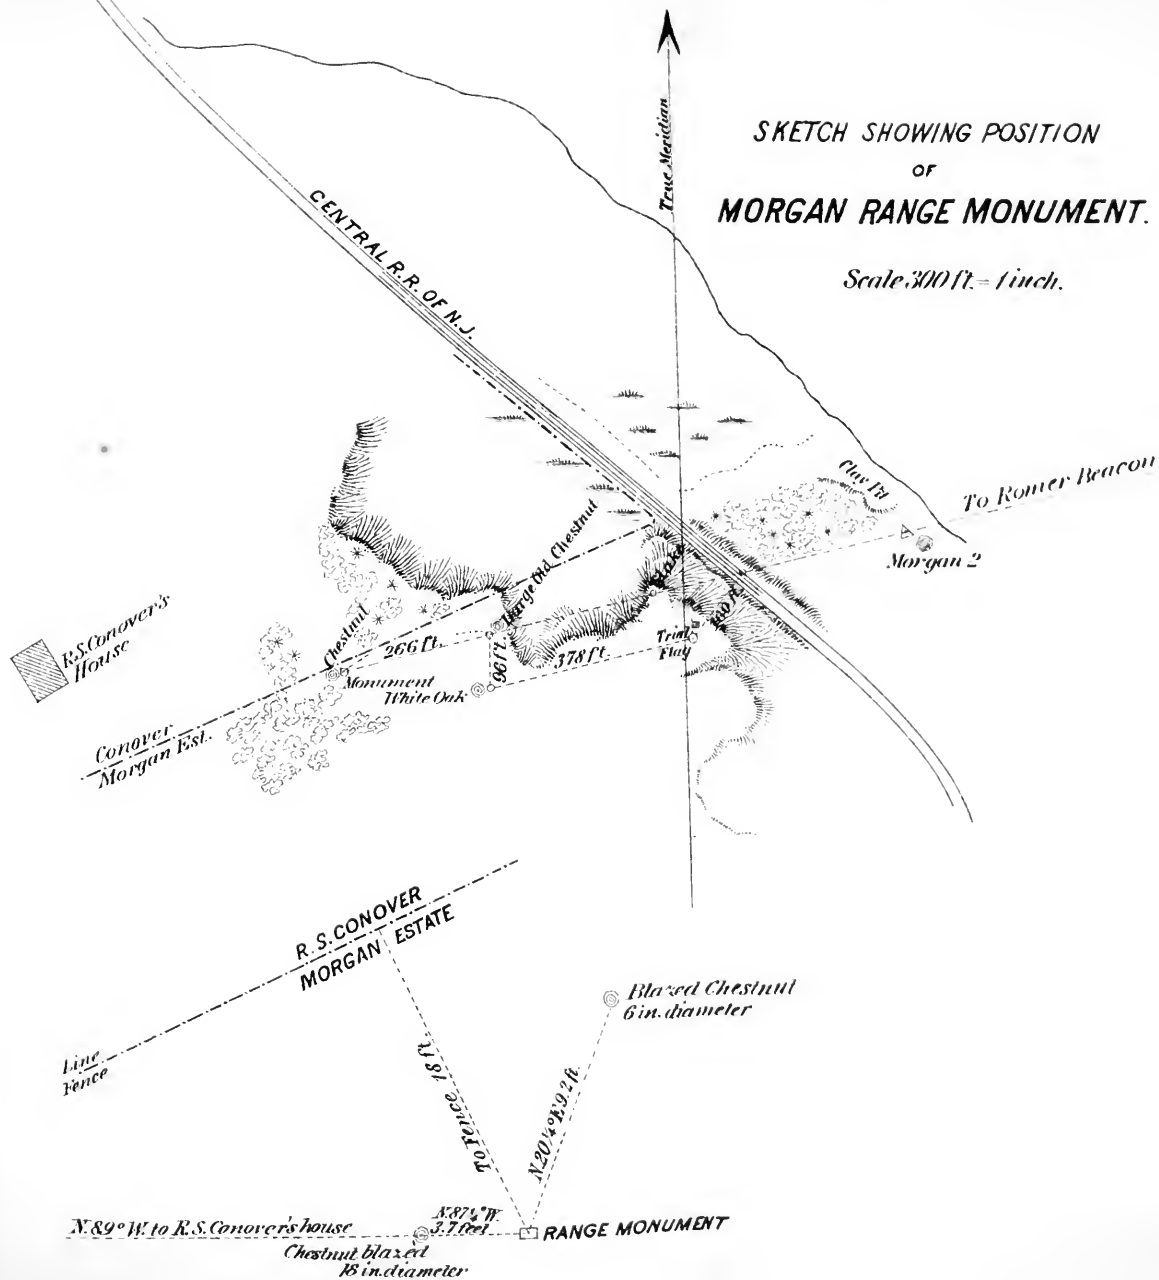 SKETCH SHOWING POSITION
OF
MORGAN RANGE MONUMENT.
Scale 300 ft. = 1 inch.
True Meridian
CENTRAL R.R. OF N.J.
Clay Pit
To Romer Beacon
Morgan 2
Large Old Chestnut
Stake
140 ft.
Trial
Flag
378 ft.
96 ft.
266 ft.
Chestnut
Monument
White Oak
R.S. Conover's
House
Conover
Morgan Est.
R.S. CONOVER
MORGAN ESTATE
Line
Fence
Blazed Chestnut
6 in. diameter
To Fence 18 ft.
N. 20¼° E 9.2 ft.
N. 89° W. to R.S. Conover's house
N. 87¼° W.
3.7 feet
RANGE MONUMENT
Chestnut blazed
18 in. diameter